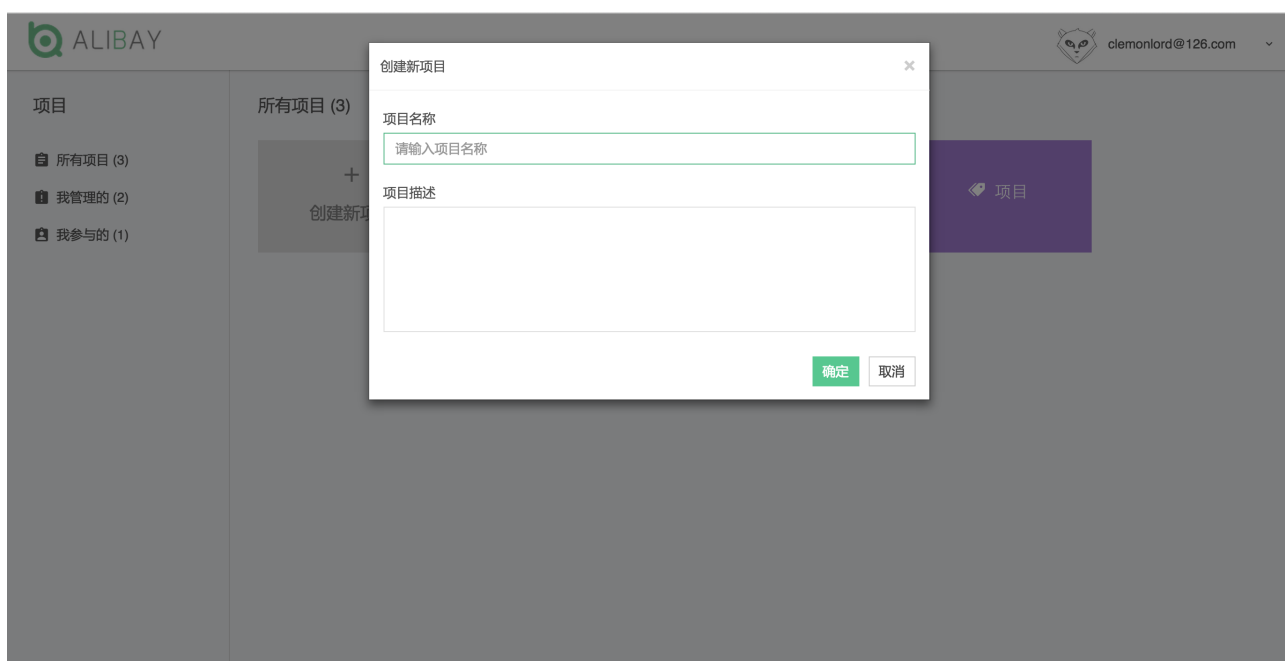 ALIBAY
clemonlord@126.com
项目
所有项目 (3)
我管理的 (2)
我参与的 (1)
所有项目 (3)
+
创建新项
项目
创建新项目
×
项目名称
请输入项目名称
项目描述
确定
取消